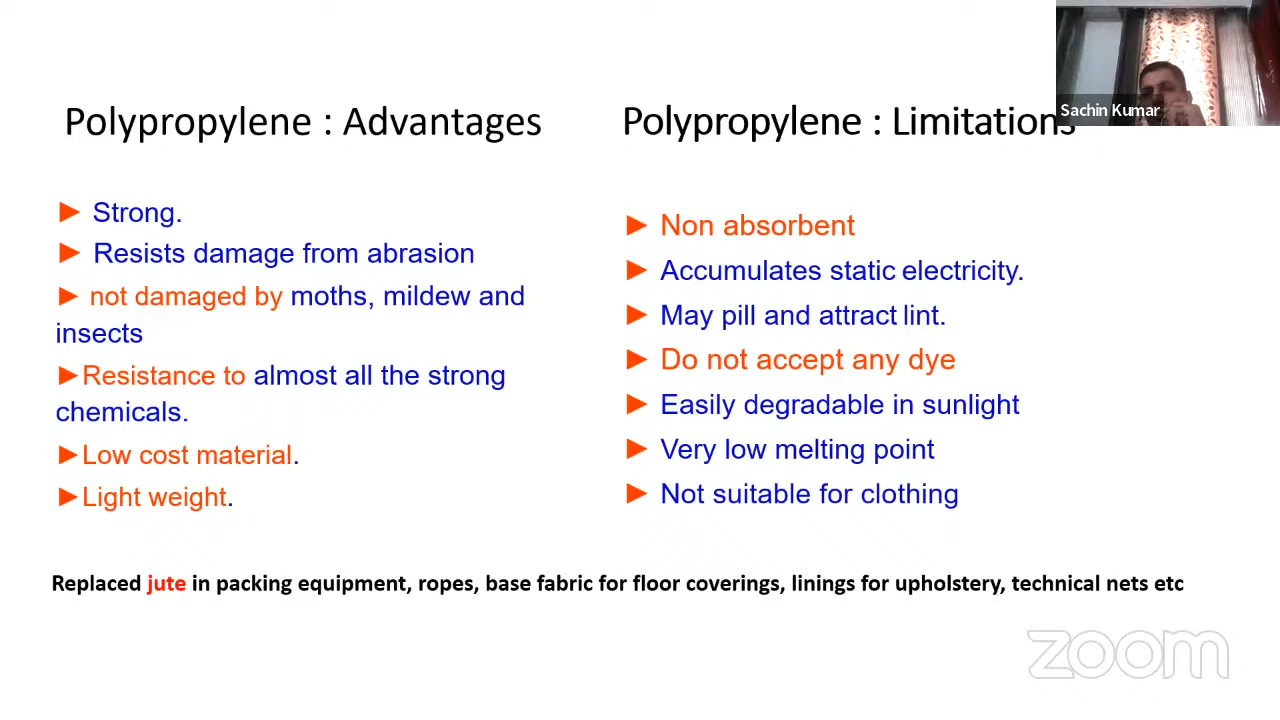 Sachin Kumar
Polypropylene : Advantages
► Strong.
► Resists damage from abrasion
► not damaged by moths, mildew and
insects
►Resistance to almost all the strong
chemicals.
►Low cost material.
►Light weight.
Polypropylene : Limitations
► Non absorbent
► Accumulates static electricity.
► May pill and attract lint.
► Do not accept any dye
► Easily degradable in sunlight
► Very low melting point
► Not suitable for clothing
Replaced jute in packing equipment, ropes, base fabric for floor coverings, linings for upholstery, technical nets etc
zoom